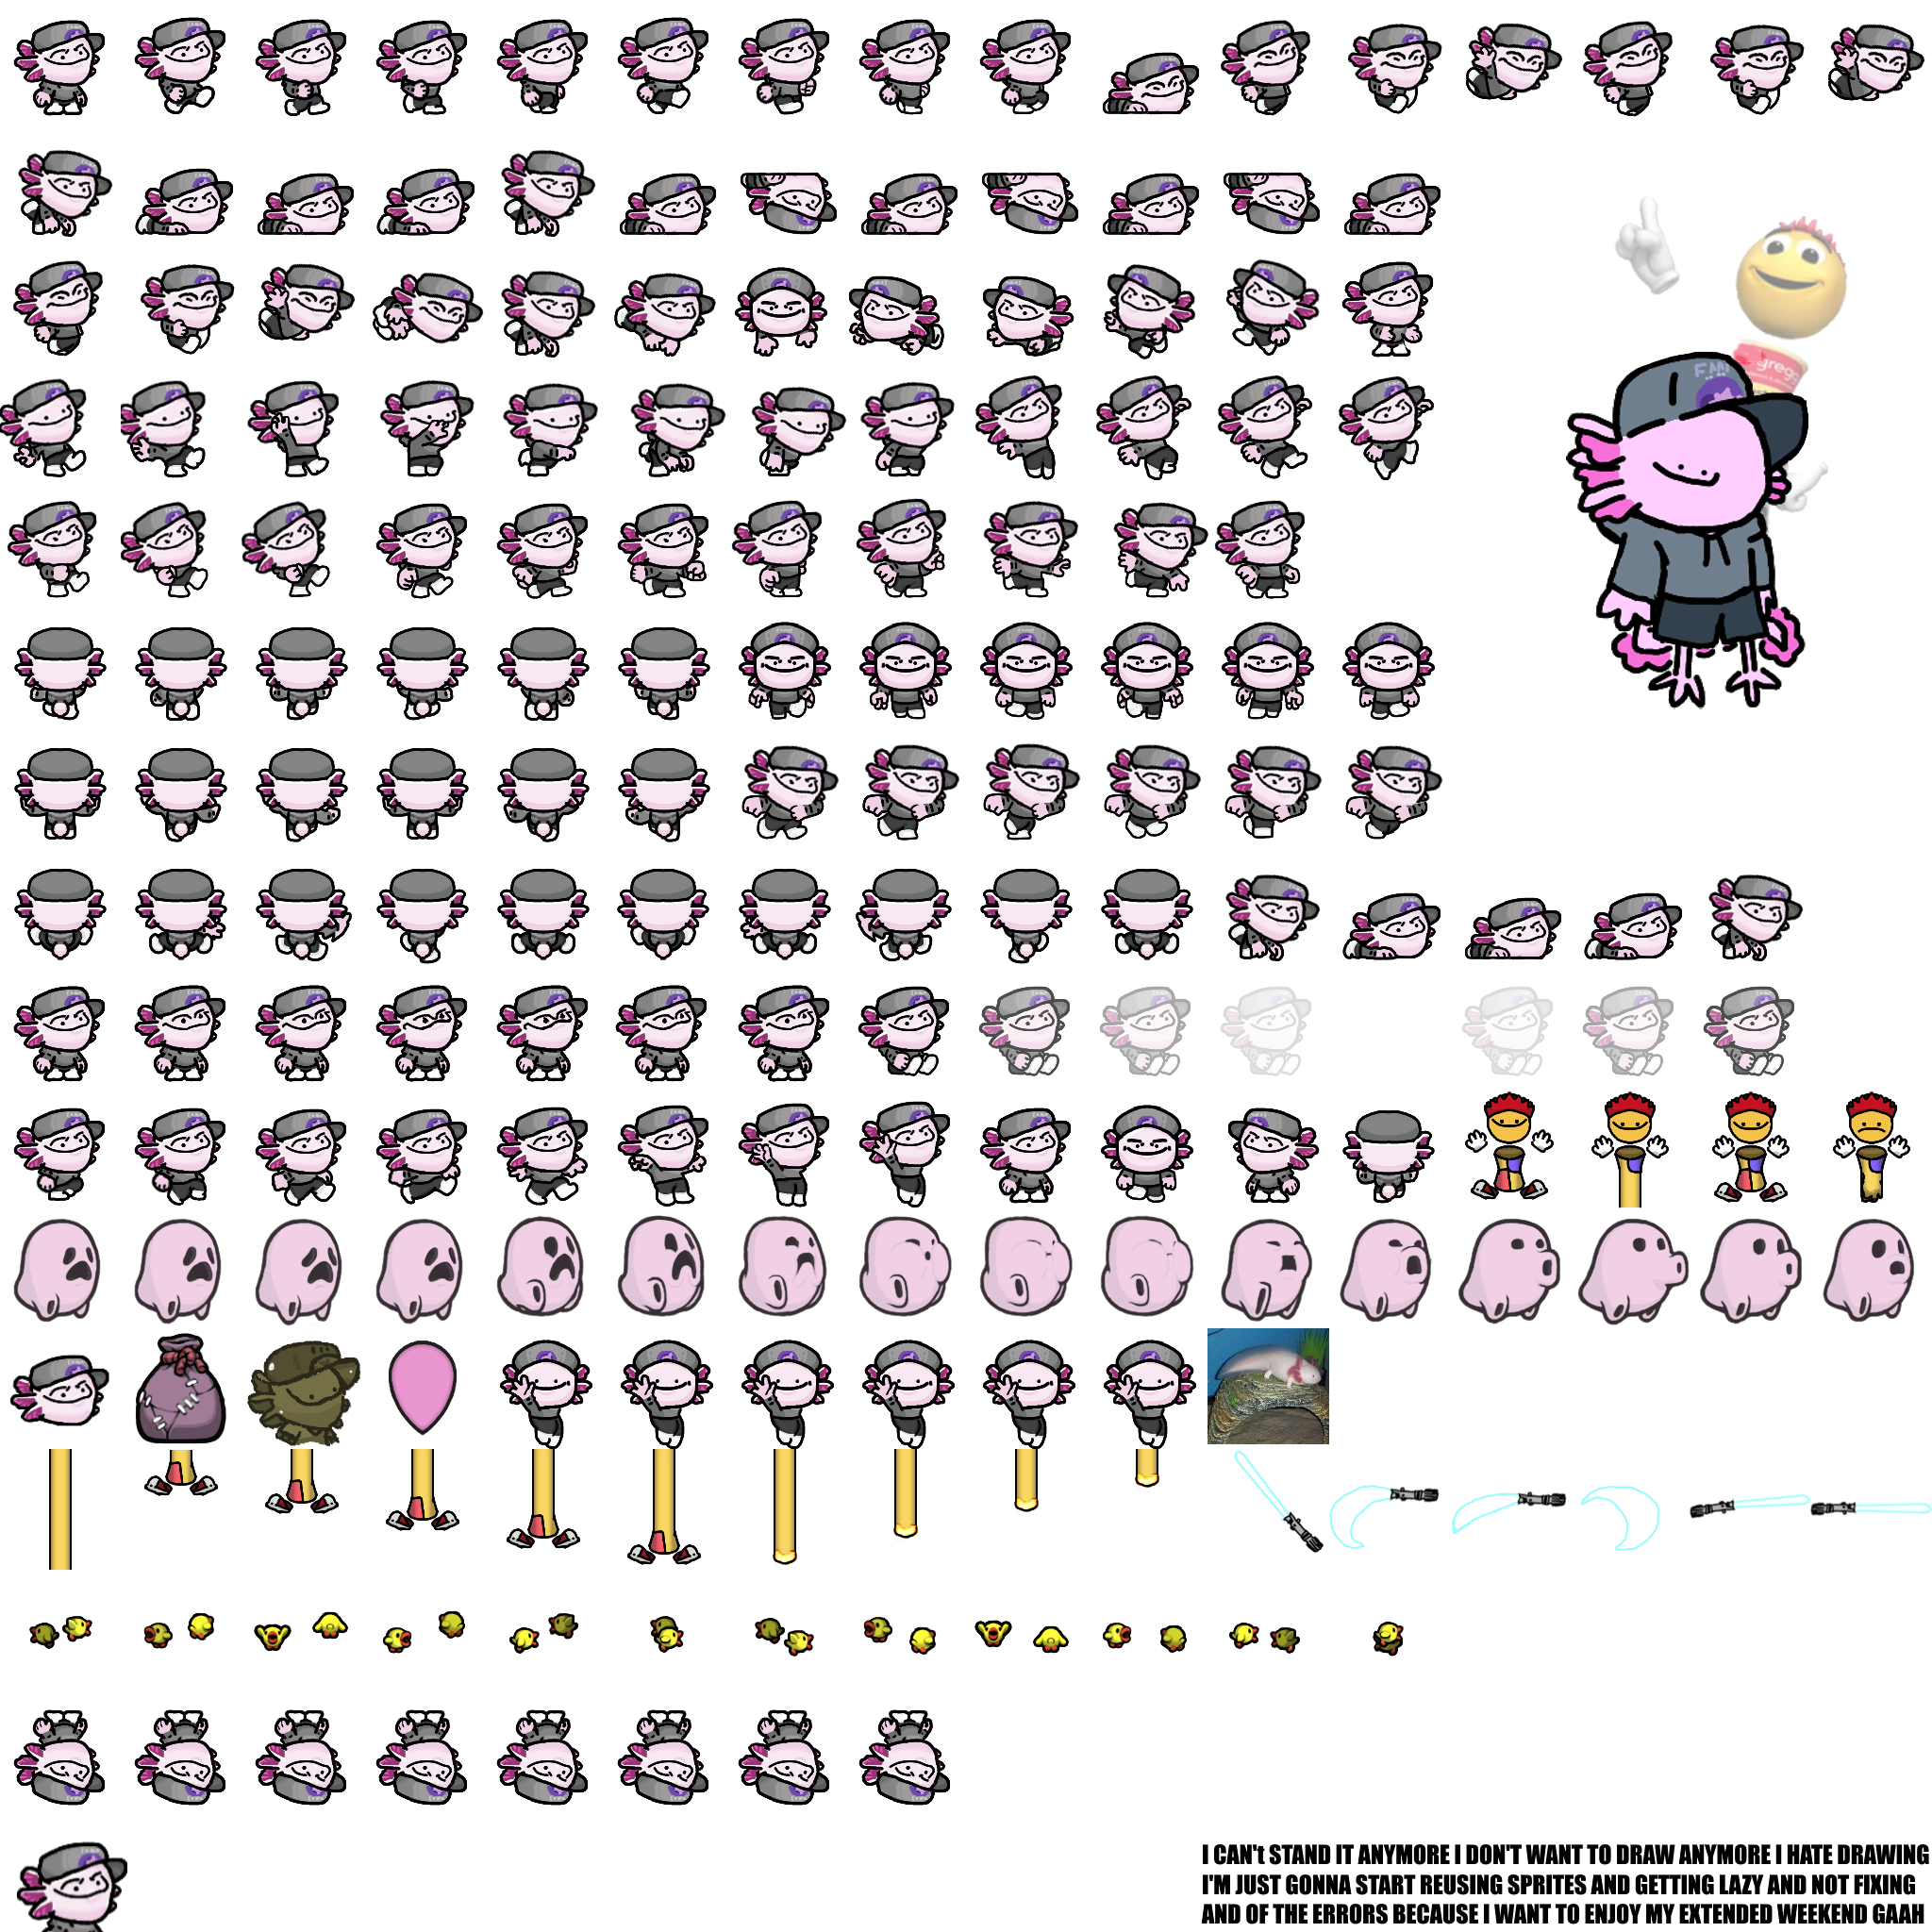 greggs
F.M.I
I CAN't STAND IT ANYMORE I DON'T WANT TO DRAW ANYMORE I HATE DRAWING
I'M JUST GONNA START REUSING SPRITES AND GETTING LAZY AND NOT FIXING
AND OF THE ERRORS BECAUSE I WANT TO ENJOY MY EXTENDED WEEKEND GAAH